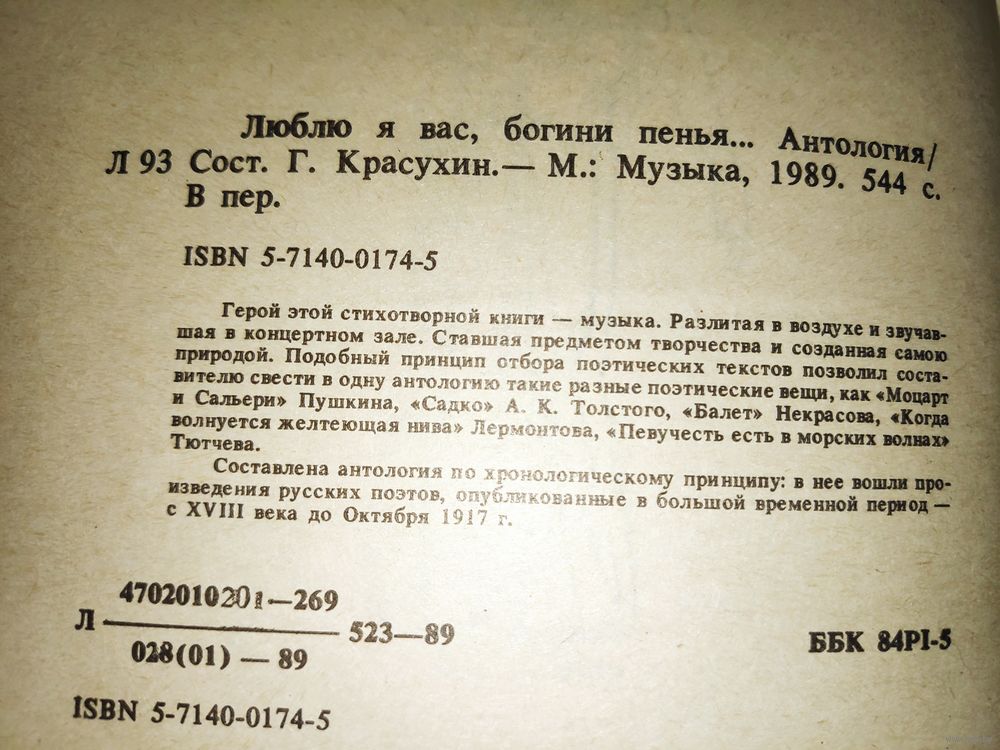 Люблю я вас, богини пенья... Антология/
Л 93 Сост. Г. Красухин.— М.: Музыка, 1989. 544 с.
В пер.
ISBN 5-7140-0174-5
Герой этой стихотворной книги — музыка. Разлитая в воздухе и звучав-
шая в концертном зале. Ставшая предметом творчества и созданная самою
природой. Подобный принцип отбора поэтических текстов позволил соста-
вителю свести в одну антологию такие разные поэтические вещи, как «Моцарт
и Сальери» Пушкина, «Садко» А. К. Толстого, «Балет» Некрасова, «Когда
волнуется желтеющая нива» Лермонтова, «Певучесть есть в морских волнах»
Тютчева.
Составлена антология по хронологическому принципу: в нее вошли про-
изведения русских поэтов, опубликованные в большой временной период —
с XVIII века до Октября 1917 г.
4702010201—269
Л 523—89
028(01) — 89
ББК 84РI-5
ISBN 5-7140-0174-5